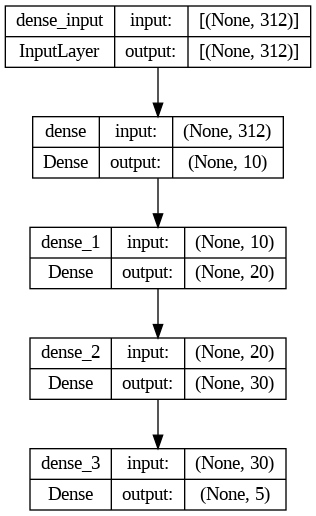 dense_input input: [(None, 312)]
InputLayer output: [(None, 312)]
dense input: (None, 312)
Dense output: (None, 10)
dense_1 input: (None, 10)
Dense output: (None, 20)
dense_2 input: (None, 20)
Dense output: (None, 30)
dense_3 input: (None, 30)
Dense output: (None, 5)